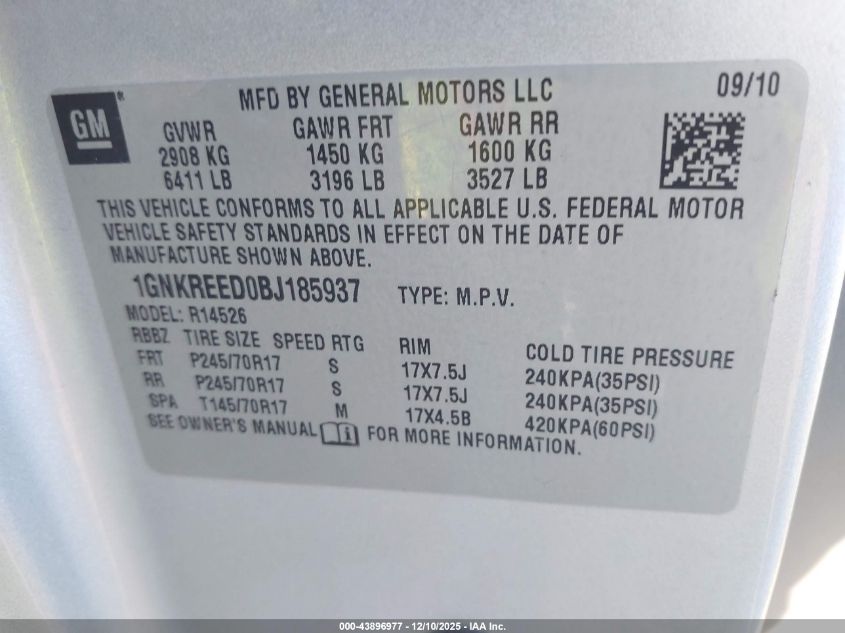 MFD BY GENERAL MOTORS LLC 09/10
GM®
GVWR GAWR FRT GAWR RR
2908 KG 1450 KG 1600 KG
6411 LB 3196 LB 3527 LB
THIS VEHICLE CONFORMS TO ALL APPLICABLE U.S. FEDERAL MOTOR
VEHICLE SAFETY STANDARDS IN EFFECT ON THE DATE OF
MANUFACTURE SHOWN ABOVE.
1GNKREED0BJ185937 TYPE: M.P.V.
MODEL: R14526
RBBZ TIRE SIZE SPEED RTG RIM COLD TIRE PRESSURE
FRT P245/70R17 S 17X7.5J 240KPA(35PSI)
RR P245/70R17 S 17X7.5J 240KPA(35PSI)
SPA T145/70R17 M 17X4.5B 420KPA(60PSI)
SEE OWNER'S MANUAL i FOR MORE INFORMATION.
000-43896977 - 12/10/2025 - IAA Inc.